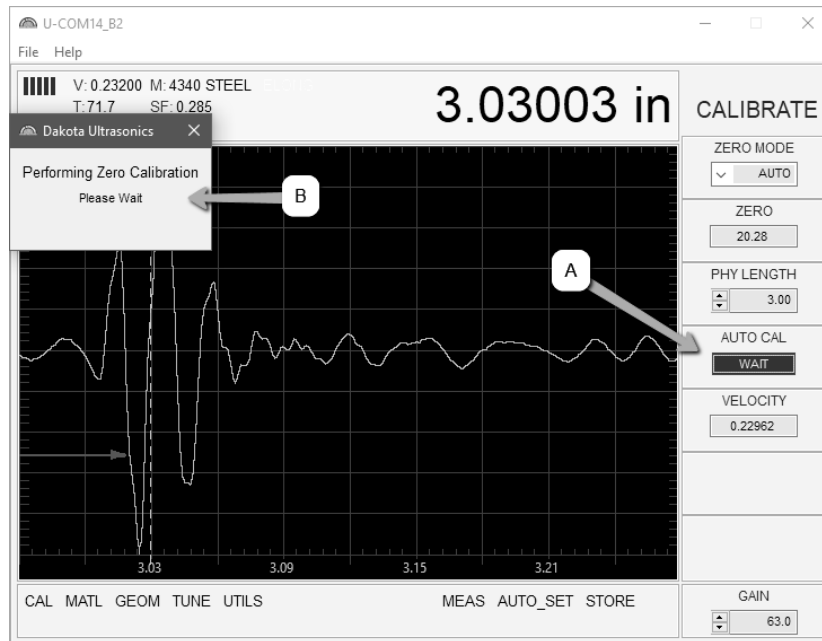 U-COM14_B2
File Help
V: 0.23200 M: 4340 STEEL
T: 71.7 SF: 0.285
3.03003 in
Dakota Ultrasonics
Performing Zero Calibration
Please Wait
B
A
3.03 3.09 3.15 3.21
CAL MATL GEOM TUNE UTILS MEAS AUTO_SET STORE
CALIBRATE
ZERO MODE
AUTO
ZERO
20.28
PHY LENGTH
3.00
AUTO CAL
WAIT
VELOCITY
0.22962
GAIN
63.0